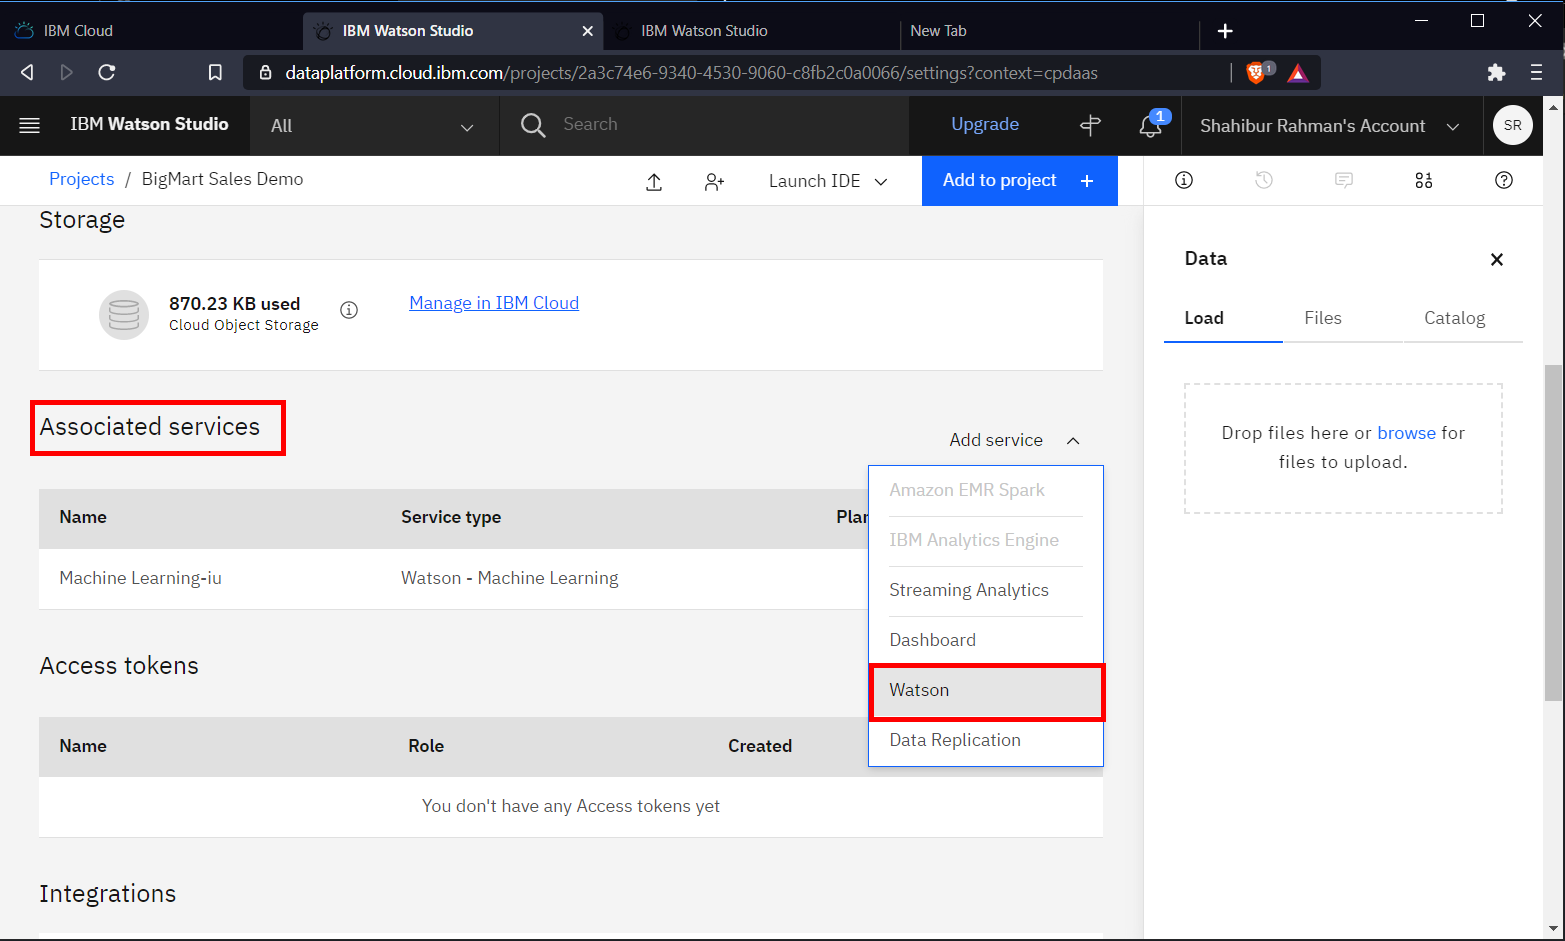 IBM Cloud
IBM Watson Studio
IBM Watson Studio
New Tab
dataplatform.cloud.ibm.com/projects/2a3c74e6-9340-4530-9060-c8fb2c0a0066/settings?context=cpdaas
1
IBM Watson Studio
All
Search
Upgrade
1
Shahibur Rahman's Account
SR
Projects / BigMart Sales Demo
Launch IDE
Add to project +
Storage
870.23 KB used
Cloud Object Storage
Manage in IBM Cloud
Associated services
Add service
Amazon EMR Spark
IBM Analytics Engine
Streaming Analytics
Dashboard
Watson
Data Replication
Name Service type Plan
Machine Learning-iu Watson - Machine Learning
Access tokens
Name Role Created
You don't have any Access tokens yet
Integrations
Data
Load Files Catalog
Drop files here or browse for
files to upload.